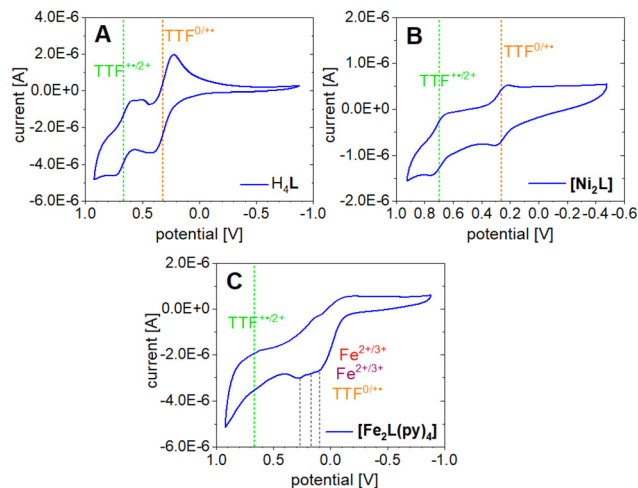 A
TTF0/+•
TTF+•/2+
H4L
4.0E-6
2.0E-6
0.0E+0
-2.0E-6
-4.0E-6
-6.0E-6
current [A]
1.0 0.5 0.0 -0.5 -1.0
potential [V]
B
TTF0/+•
TTF+•/2+
[Ni2L]
1.0E-6
0.0E+0
-1.0E-6
-2.0E-6
current [A]
1.0 0.8 0.6 0.4 0.2 0.0 -0.2 -0.4 -0.6
potential [V]
C
TTF+•/2+
Fe2+/3+
Fe2+/3+
TTF0/+•
[Fe2L(py)4]
2.0E-6
0.0E+0
-2.0E-6
-4.0E-6
-6.0E-6
current [A]
1.0 0.5 0.0 -0.5 -1.0
potential [V]